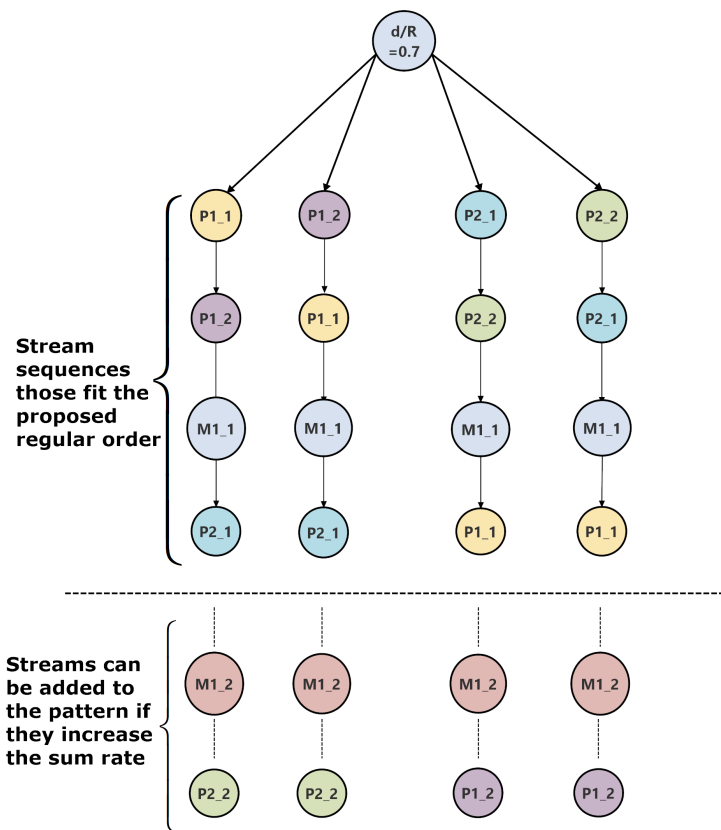 d/R
=0.7
P1_1
P1_2
P2_1
P2_2
P1_2
P1_1
P2_2
P2_1
Stream
sequences
those fit the
proposed
regular order
M1_1
M1_1
M1_1
M1_1
P2_1
P2_1
P1_1
P1_1
Streams can
be added to
the pattern if
they increase
the sum rate
M1_2
M1_2
M1_2
M1_2
P2_2
P2_2
P1_2
P1_2